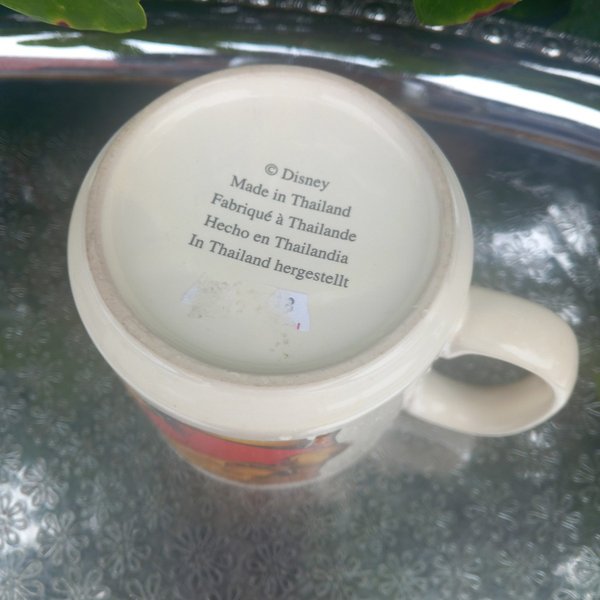 © Disney
Made in Thailand
Fabriqué à Thailande
Hecho en Thailandia
In Thailand hergestellt